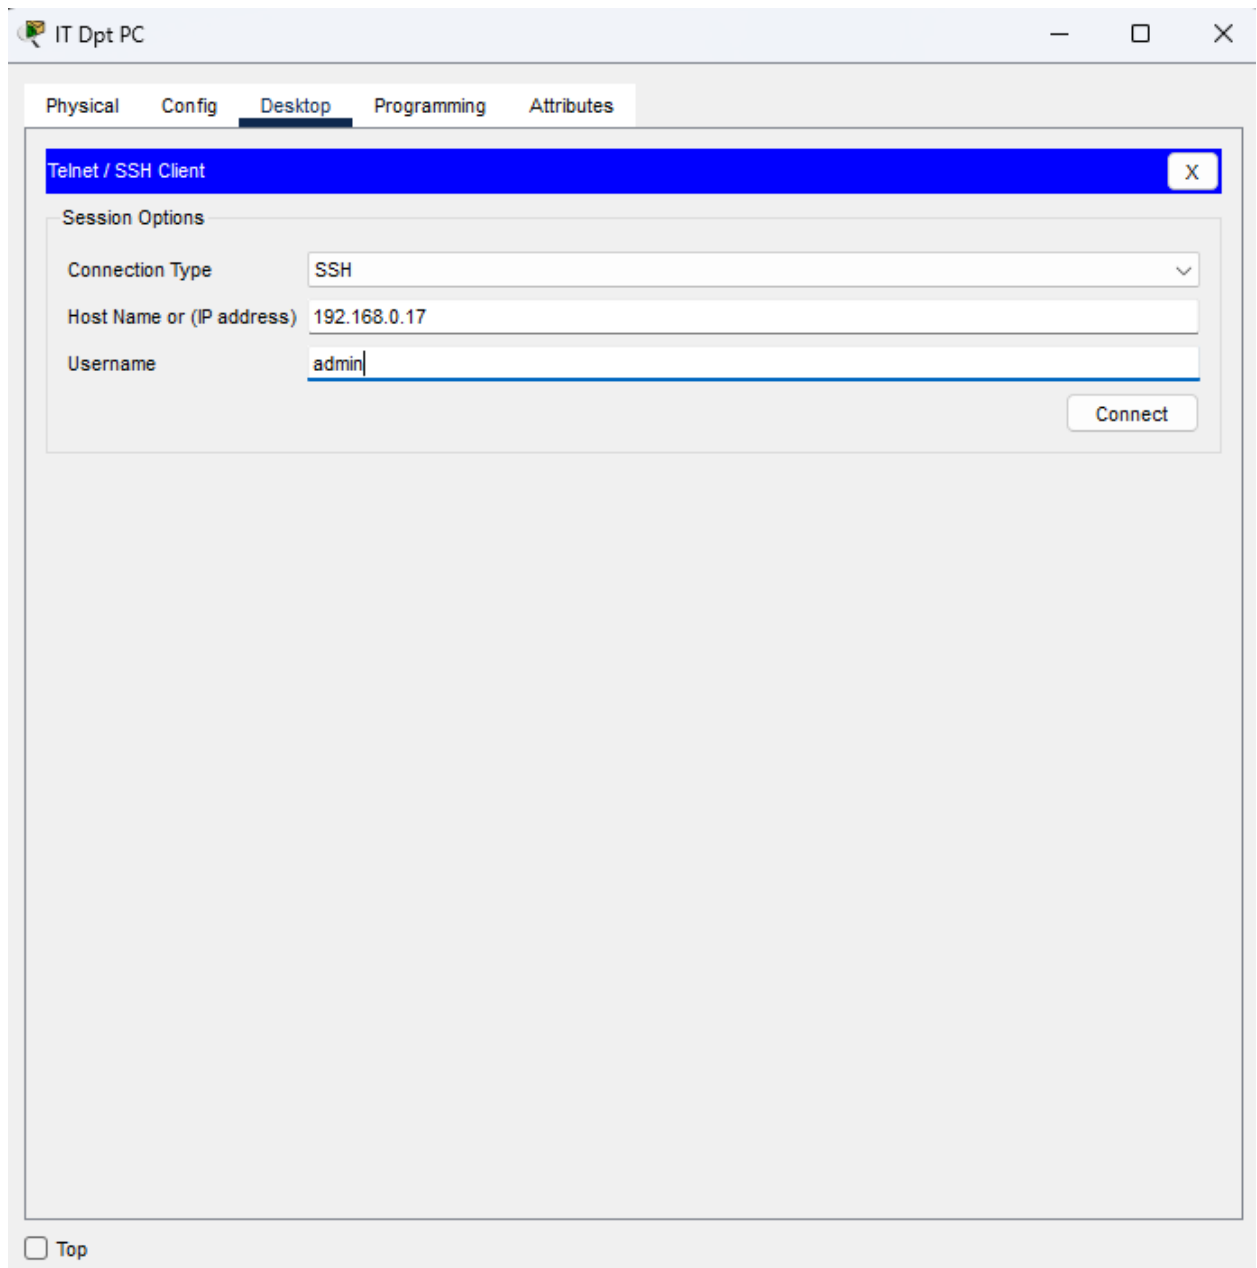 IT Dpt PC
Physical Config Desktop Programming Attributes
Telnet / SSH Client X
Session Options
Connection Type SSH
Host Name or (IP address) 192.168.0.17
Username admin
Connect
Top